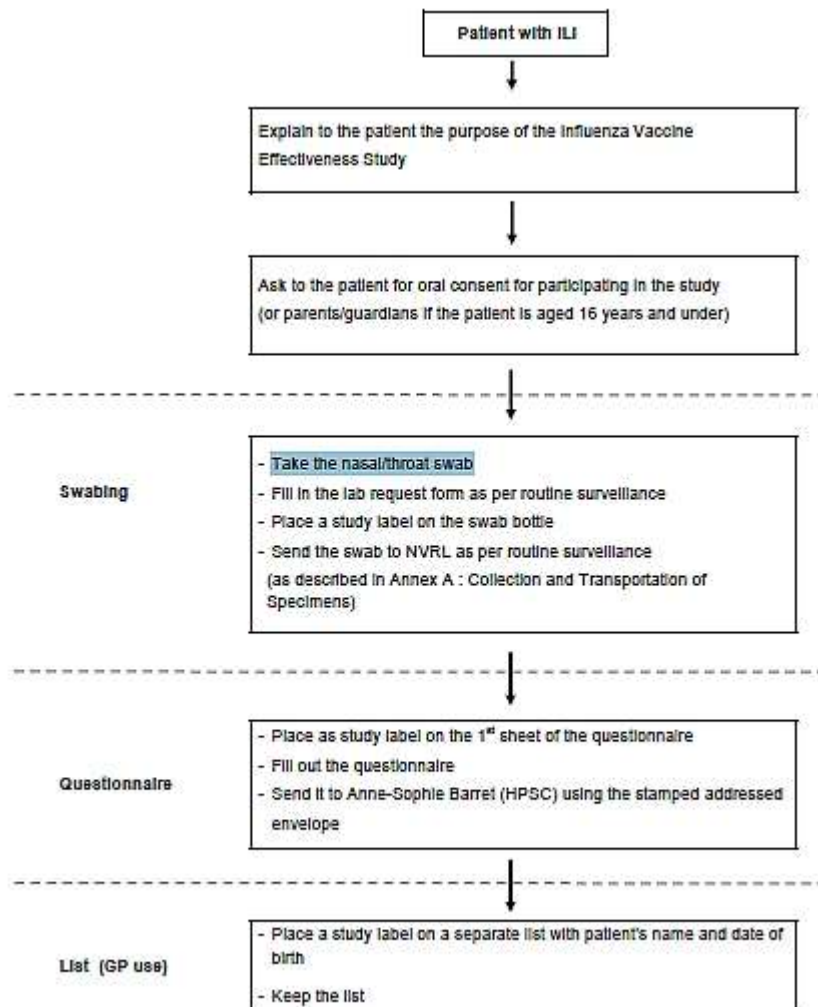 Patient with ILI
Explain to the patient the purpose of the Influenza Vaccine
Effectiveness Study
Ask to the patient for oral consent for participating in the study
(or parents/guardians if the patient is aged 16 years and under)
Swabing
- Take the nasal/throat swab
- Fill in the lab request form as per routine surveillance
- Place a study label on the swab bottle
- Send the swab to NVRL as per routine surveillance
(as described in Annex A : Collection and Transportation of
Specimens)
Questionnaire
- Place as study label on the 1st sheet of the questionnaire
- Fill out the questionnaire
- Send it to Anne-Sophie Barret (HPSC) using the stamped addressed
envelope
List (GP use)
- Place a study label on a separate list with patient's name and date of
birth
- Keep the list